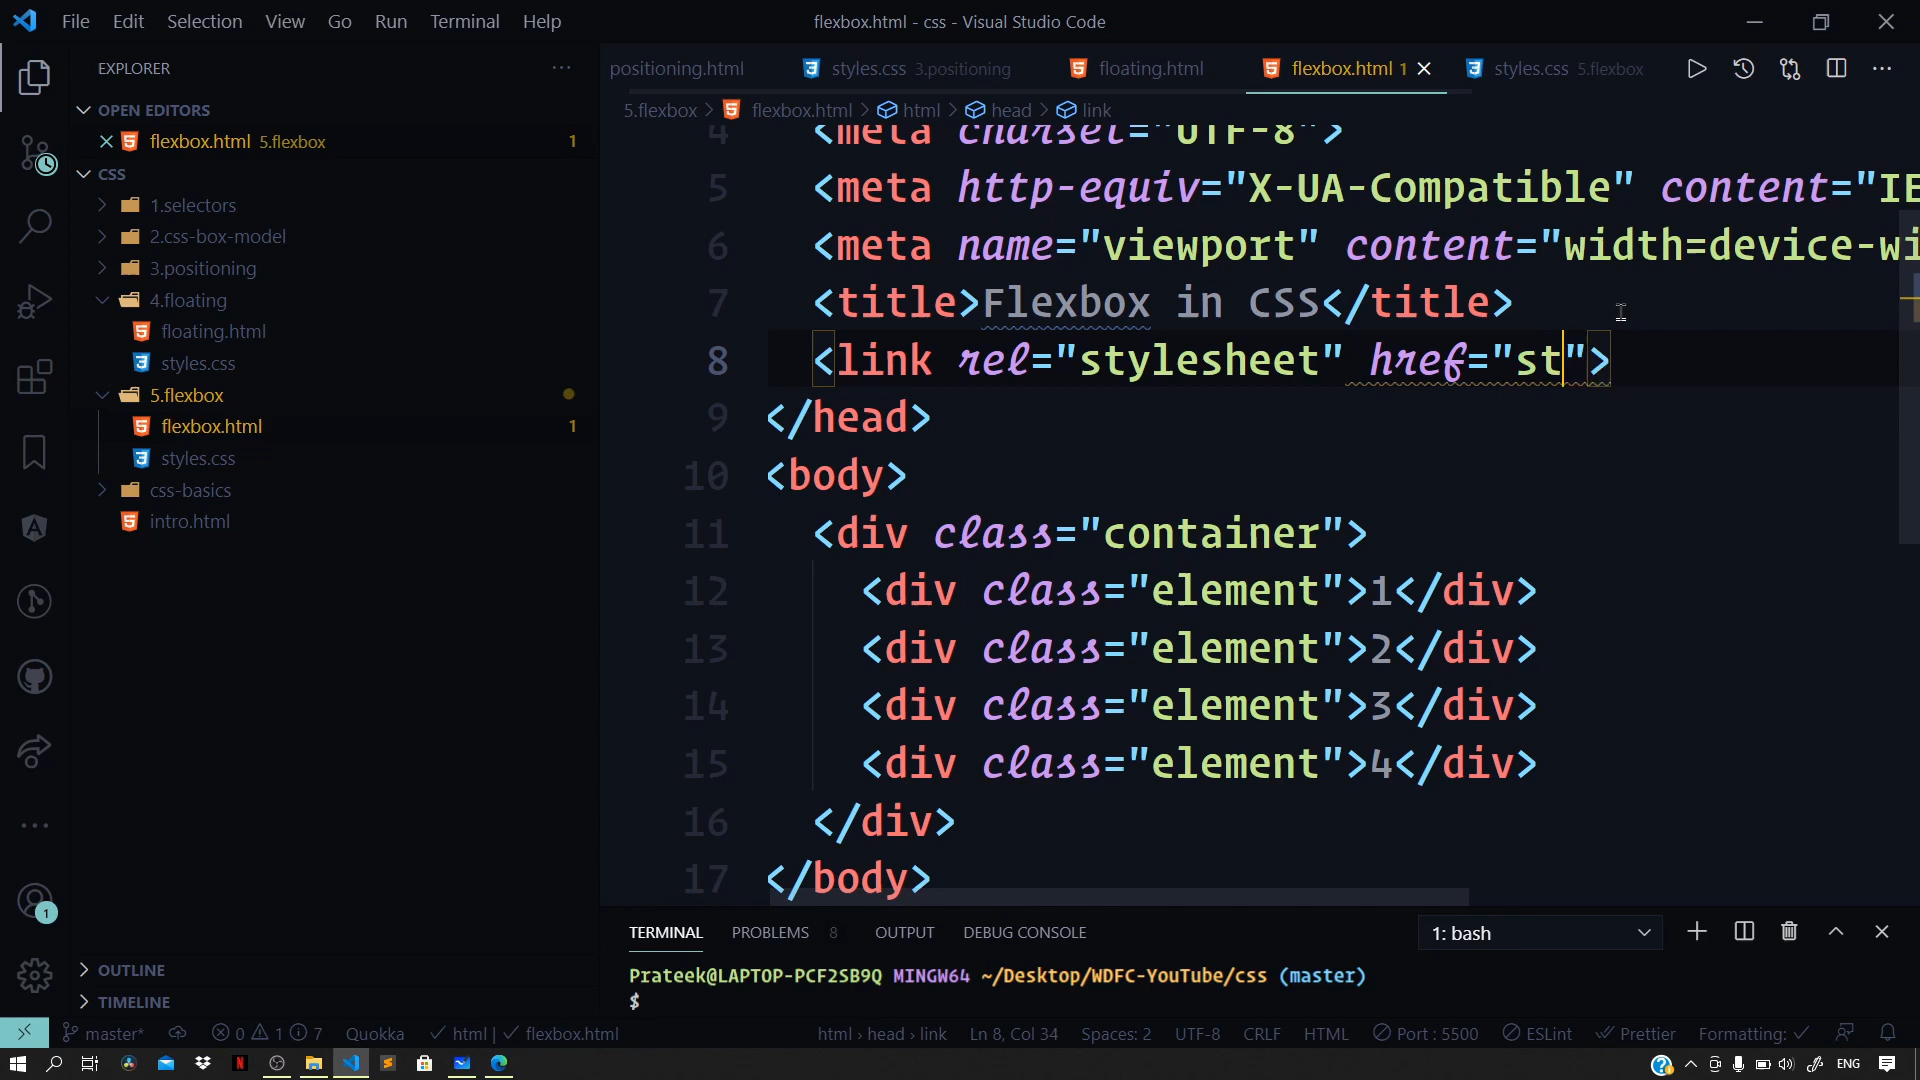 File Edit Selection View Go Run Terminal Help
flexbox.html - css - Visual Studio Code
EXPLORER
OPEN EDITORS
flexbox.html 5.flexbox 1
CSS
1.selectors
2.css-box-model
3.positioning
4.floating
floating.html
styles.css
5.flexbox
flexbox.html 1
styles.css
css-basics
intro.html
OUTLINE
TIMELINE
positioning.html styles.css 3.positioning floating.html flexbox.html 1 styles.css 5.flexbox
5.flexbox > flexbox.html > html > head > link
4 <meta charset="UTF-8">
5 <meta http-equiv="X-UA-Compatible" content="IE
6 <meta name="viewport" content="width=device-wi
7 <title>Flexbox in CSS</title>
8 <link rel="stylesheet" href="st">
9 </head>
10 <body>
11 <div class="container">
12 <div class="element">1</div>
13 <div class="element">2</div>
14 <div class="element">3</div>
15 <div class="element">4</div>
16 </div>
17 </body>
TERMINAL PROBLEMS 8 OUTPUT DEBUG CONSOLE 1: bash
Prateek@LAPTOP-PCF2SB9Q MINGW64 ~/Desktop/WDFC-YouTube/css (master)
$
1
master* 0 1 7 Quokka html | flexbox.html html › head › link Ln 8, Col 34 Spaces: 2 UTF-8 CRLF HTML Port : 5500 ESLint Prettier Formatting:
ENG